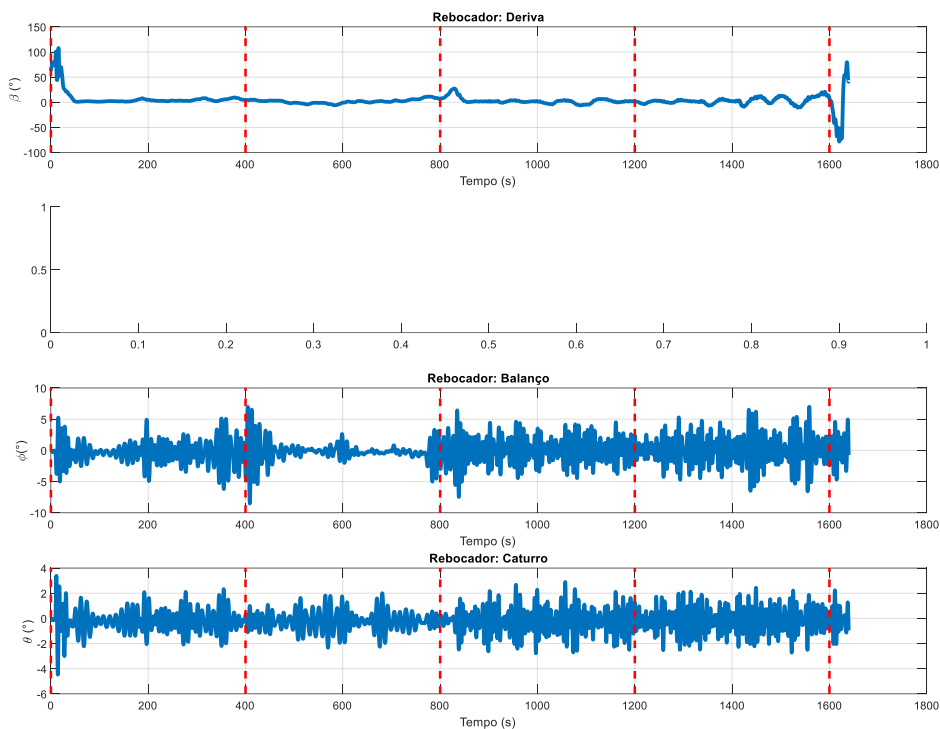 Rebocador: Deriva
150
100
50
0
-50
-100
β (°)
0 200 400 600 800 1000 1200 1400 1600 1800
Tempo (s)
1
0.5
0
0 0.1 0.2 0.3 0.4 0.5 0.6 0.7 0.8 0.9 1
Rebocador: Balanço
10
5
0
-5
-10
ϕ(°)
0 200 400 600 800 1000 1200 1400 1600 1800
Tempo (s)
Rebocador: Caturro
4
2
0
-2
-4
-6
θ (°)
0 200 400 600 800 1000 1200 1400 1600 1800
Tempo (s)